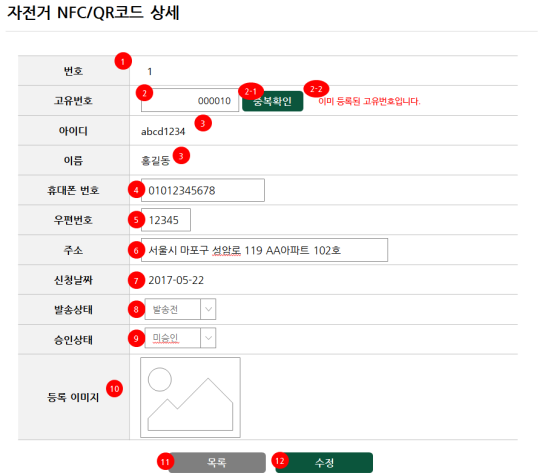 자전거 NFC/QR코드 상세
번호 1 1
고유번호 2 000010 2-1 중복확인 2-2 이미 등록된 고유번호입니다.
아이디 abcd1234 3
이름 홍길동 3
휴대폰 번호 4 01012345678
우편번호 5 12345
주소 6 서울시 마포구 성암로 119 AA아파트 102호
신청날짜 7 2017-05-22
발송상태 8 발송전
승인상태 9 미승인
등록 이미지 10
11 목록 12 수정